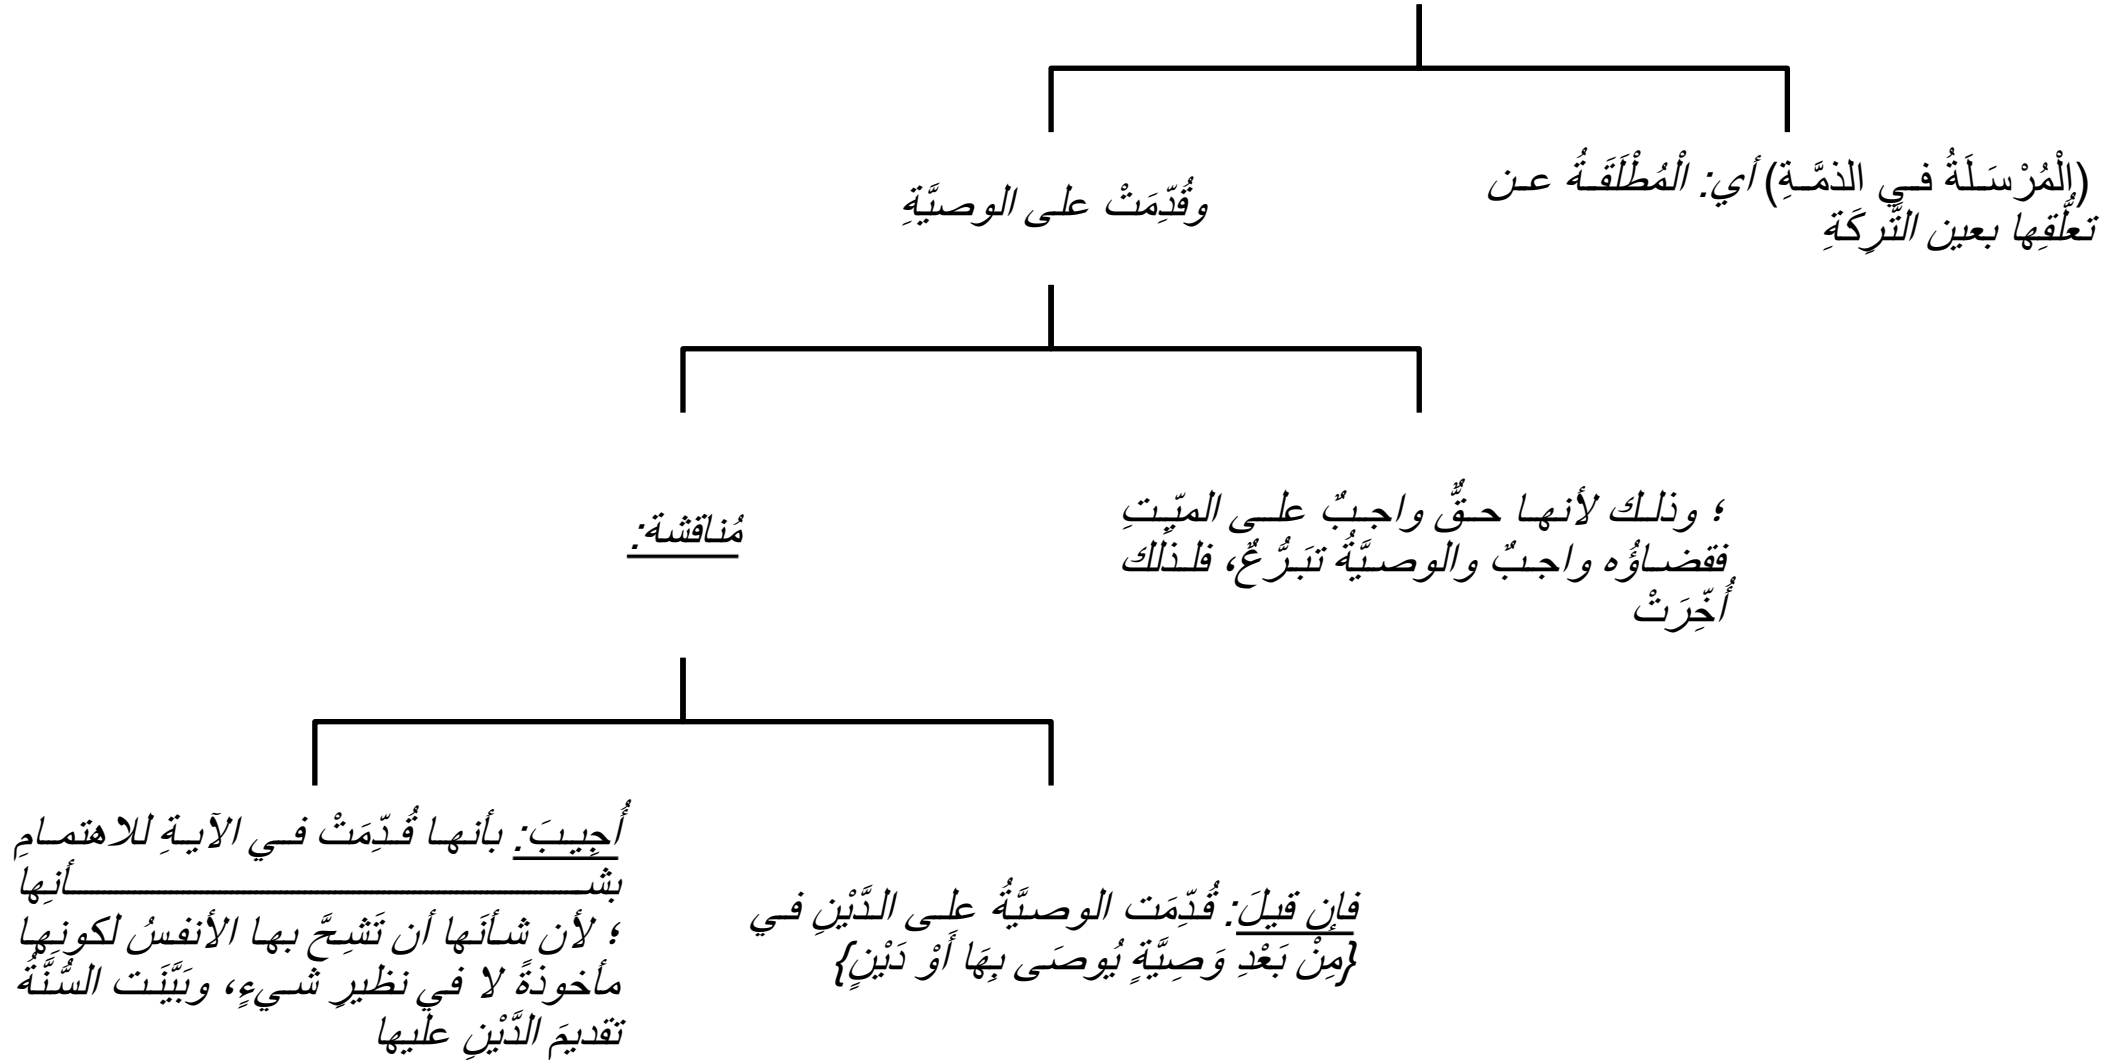 (الْمُرْسَلَةُ في الذمَّةِ) أي: الْمُطْلَقَةُ عن
تعلُّقِها بعين التَّرِكَةِ
وقُدِّمَتْ على الوصيَّةِ
؛ وذلك لأنها حقٌّ واجبٌ على الميِّتِ
فقضاؤُه واجبٌ والوصيَّةُ تبَرُّعٌ، فلذلك
أُخِّرَتْ
مُناقشة:
فإن قيلَ: قُدِّمَت الوصيَّةُ على الدَّيْنِ في
{مِنْ بَعْدِ وَصِيَّةٍ يُوصَى بِهَا أَوْ دَيْنٍ}
أُجِيبَ: بأنها قُدِّمَتْ في الآيةِ للاهتمامِ
بشأنِها
؛ لأن شأنَها أن تَشِحَّ بها الأنفسُ لكونِها
مأخوذةً لا في نظيرِ شيءٍ، وبَيَّنَت السُّنَّةُ
تقديمَ الدَّيْنِ عليها